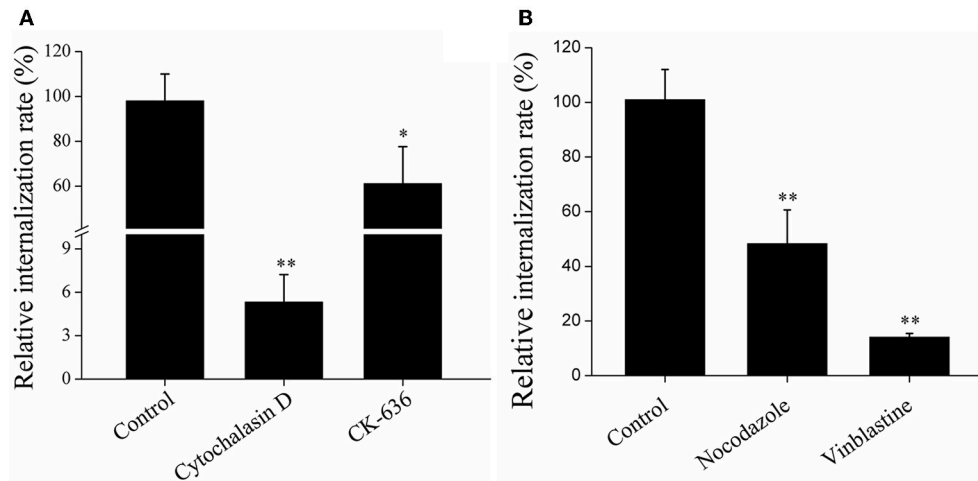 A
Relative internalization rate (%)
120
100
80
60
9
6
3
0
**
*
Control
Cytochalasin D
CK-636
B
Relative internalization rate (%)
120
100
80
60
40
20
0
**
**
Control
Nocodazole
Vinblastine